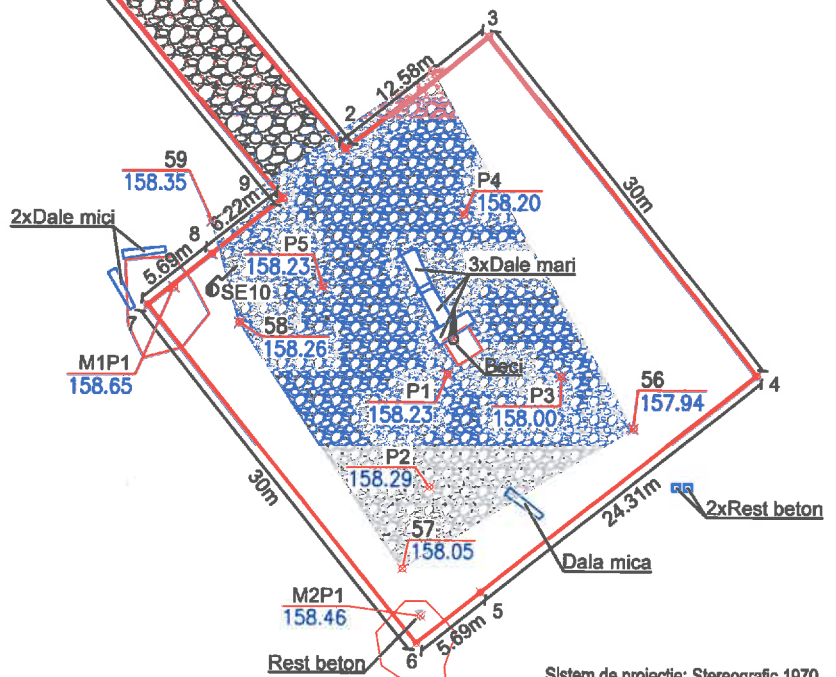 3
12.58m
2
59
158.35
9
6.22m
P4
158.20
30m
2xDale mici
8
5.69m
P5
158.23
3xDale mari
SE10
7
58
158.26
M1P1
158.65
Beci
P1
158.23
P3
158.00
56
157.94
4
P2
158.29
30m
24.31m
2xRest beton
57
158.05
Dala mica
M2P1
158.46
5
5.69m
6
Rest beton
Sistem de proiectie: Stereografic 1970